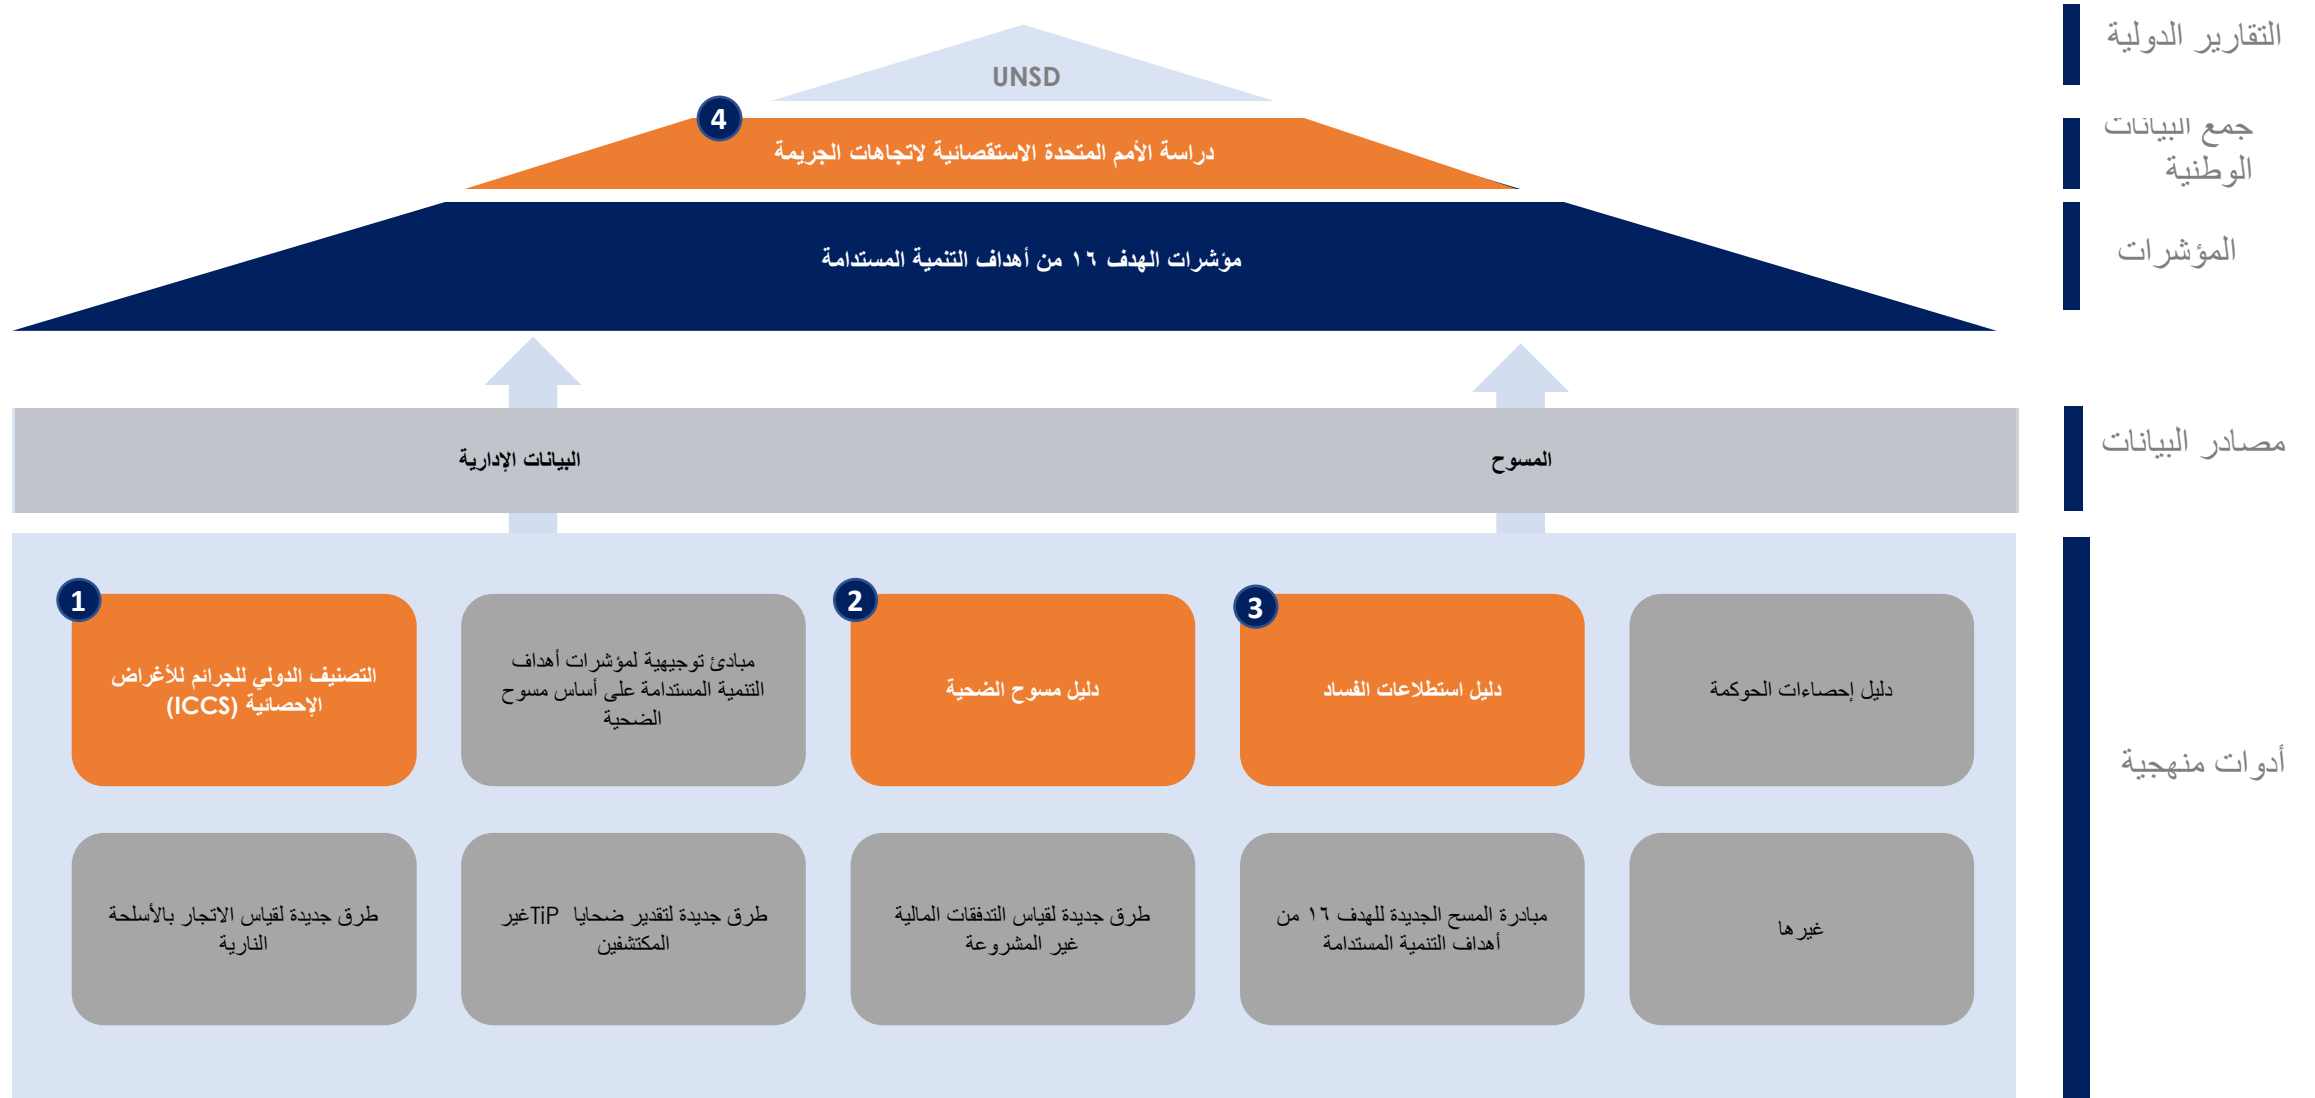 التقارير الدولية
UNSD
جمع البيانات
الوطنية
4
دراسة الأمم المتحدة الاستقصائية لاتجاهات الجريمة
المؤشرات
مؤشرات الهدف ١٦ من أهداف التنمية المستدامة
مصادر البيانات
المسوح
البيانات الإدارية
أدوات منهجية
دليل إحصاءات الحوكمة
3
دليل استطلاعات الفساد
2
دليل مسوح الضحية
مبادئ توجيهية لمؤشرات أهداف
التنمية المستدامة على أساس مسوح
الضحية
1
التصنيف الدولي للجرائم للأغراض
الإحصائية (ICCS)
غيرها
مبادرة المسح الجديدة للهدف ١٦ من
أهداف التنمية المستدامة
طرق جديدة لقياس التدفقات المالية
غير المشروعة
طرق جديدة لتقدير ضحايا TiPغير
المكتشفين
طرق جديدة لقياس الاتجار بالأسلحة
النارية